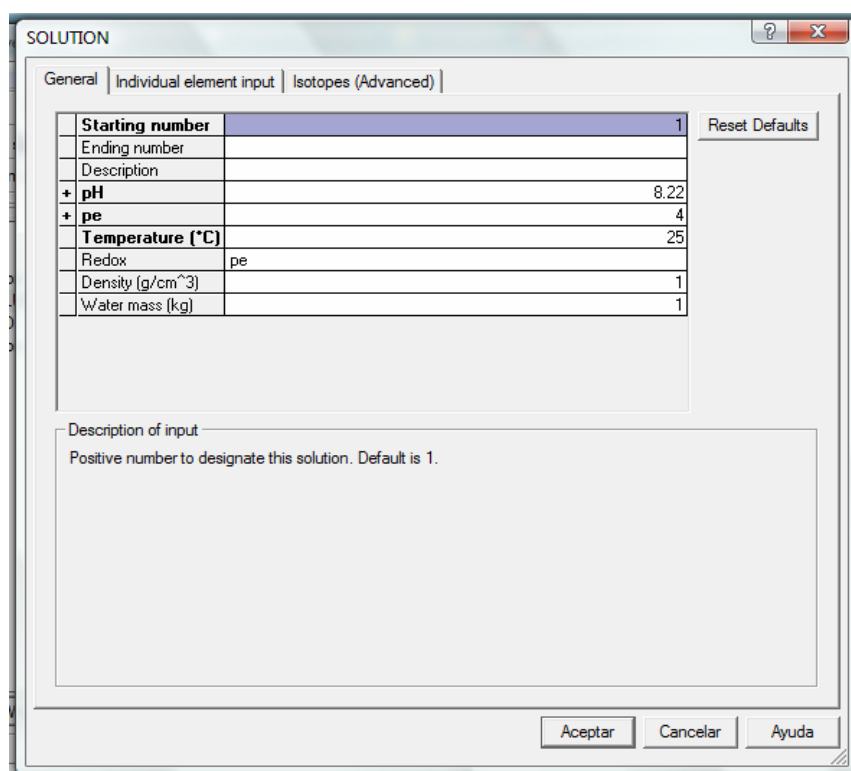 SOLUTION
General Individual element input Isotopes (Advanced)
Starting number 1
Ending number
Description
+ pH 8.22
+ pe 4
Temperature (°C) 25
Redox pe
Density (g/cm^3) 1
Water mass (kg) 1
Reset Defaults
Description of input
Positive number to designate this solution. Default is 1.
Aceptar Cancelar Ayuda